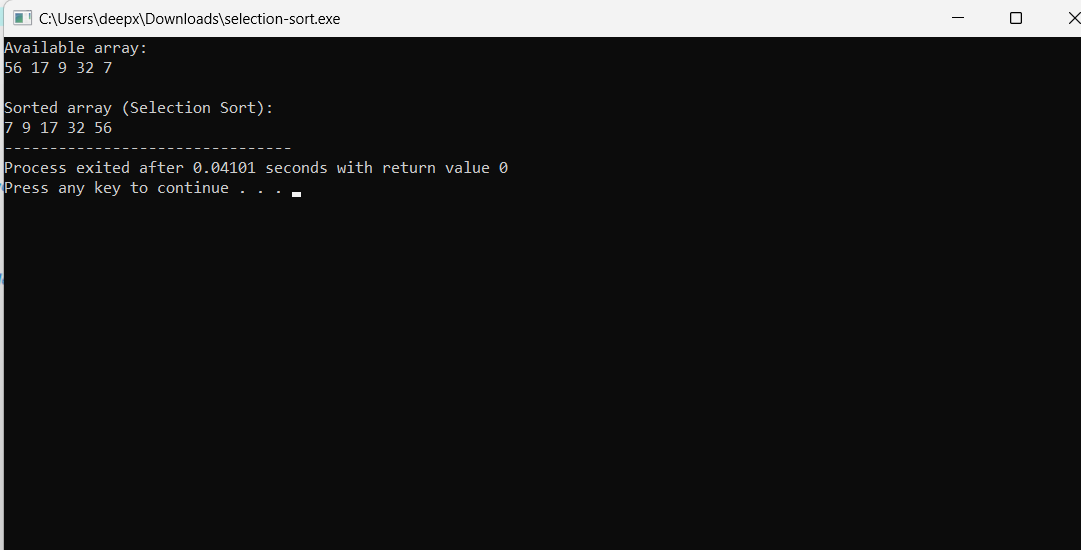 C:\Users\deepx\Downloads\selection-sort.exe
Available array:
56 17 9 32 7
Sorted array (Selection Sort):
7 9 17 32 56
--------------------------------
Process exited after 0.04101 seconds with return value 0
Press any key to continue . . .